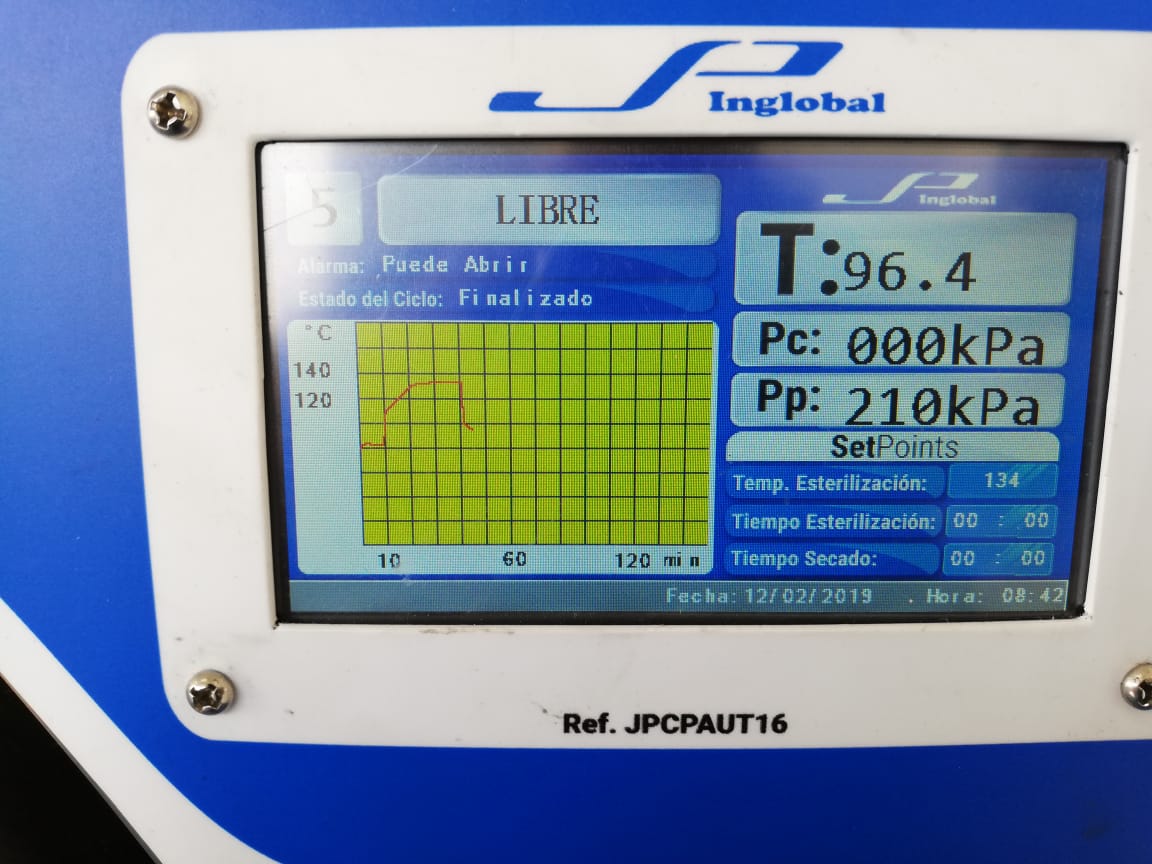 Inglobal
5
LIBRE
Inglobal
Alarma: Puede Abrir
Estado del Ciclo: Finalizado
T:96.4
Pc: 000kPa
Pp: 210kPa
°C
140
120
10 60 120 min
SetPoints
Temp. Esterilización: 134
Tiempo Esterilización: 00 : 00
Tiempo Secado: 00 : 00
Fecha: 12/02/2019 . Hora: 08:42
Ref. JPCPAUT16